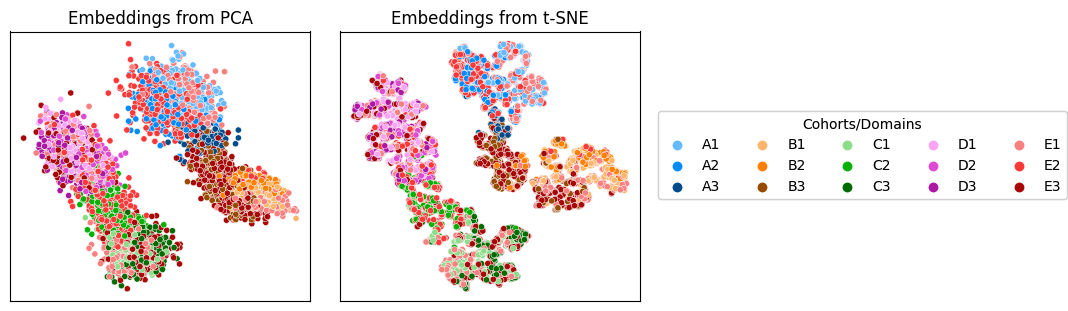 Embeddings from PCA
Embeddings from t-SNE
Cohorts/Domains
A1 B1 C1 D1 E1
A2 B2 C2 D2 E2
A3 B3 C3 D3 E3